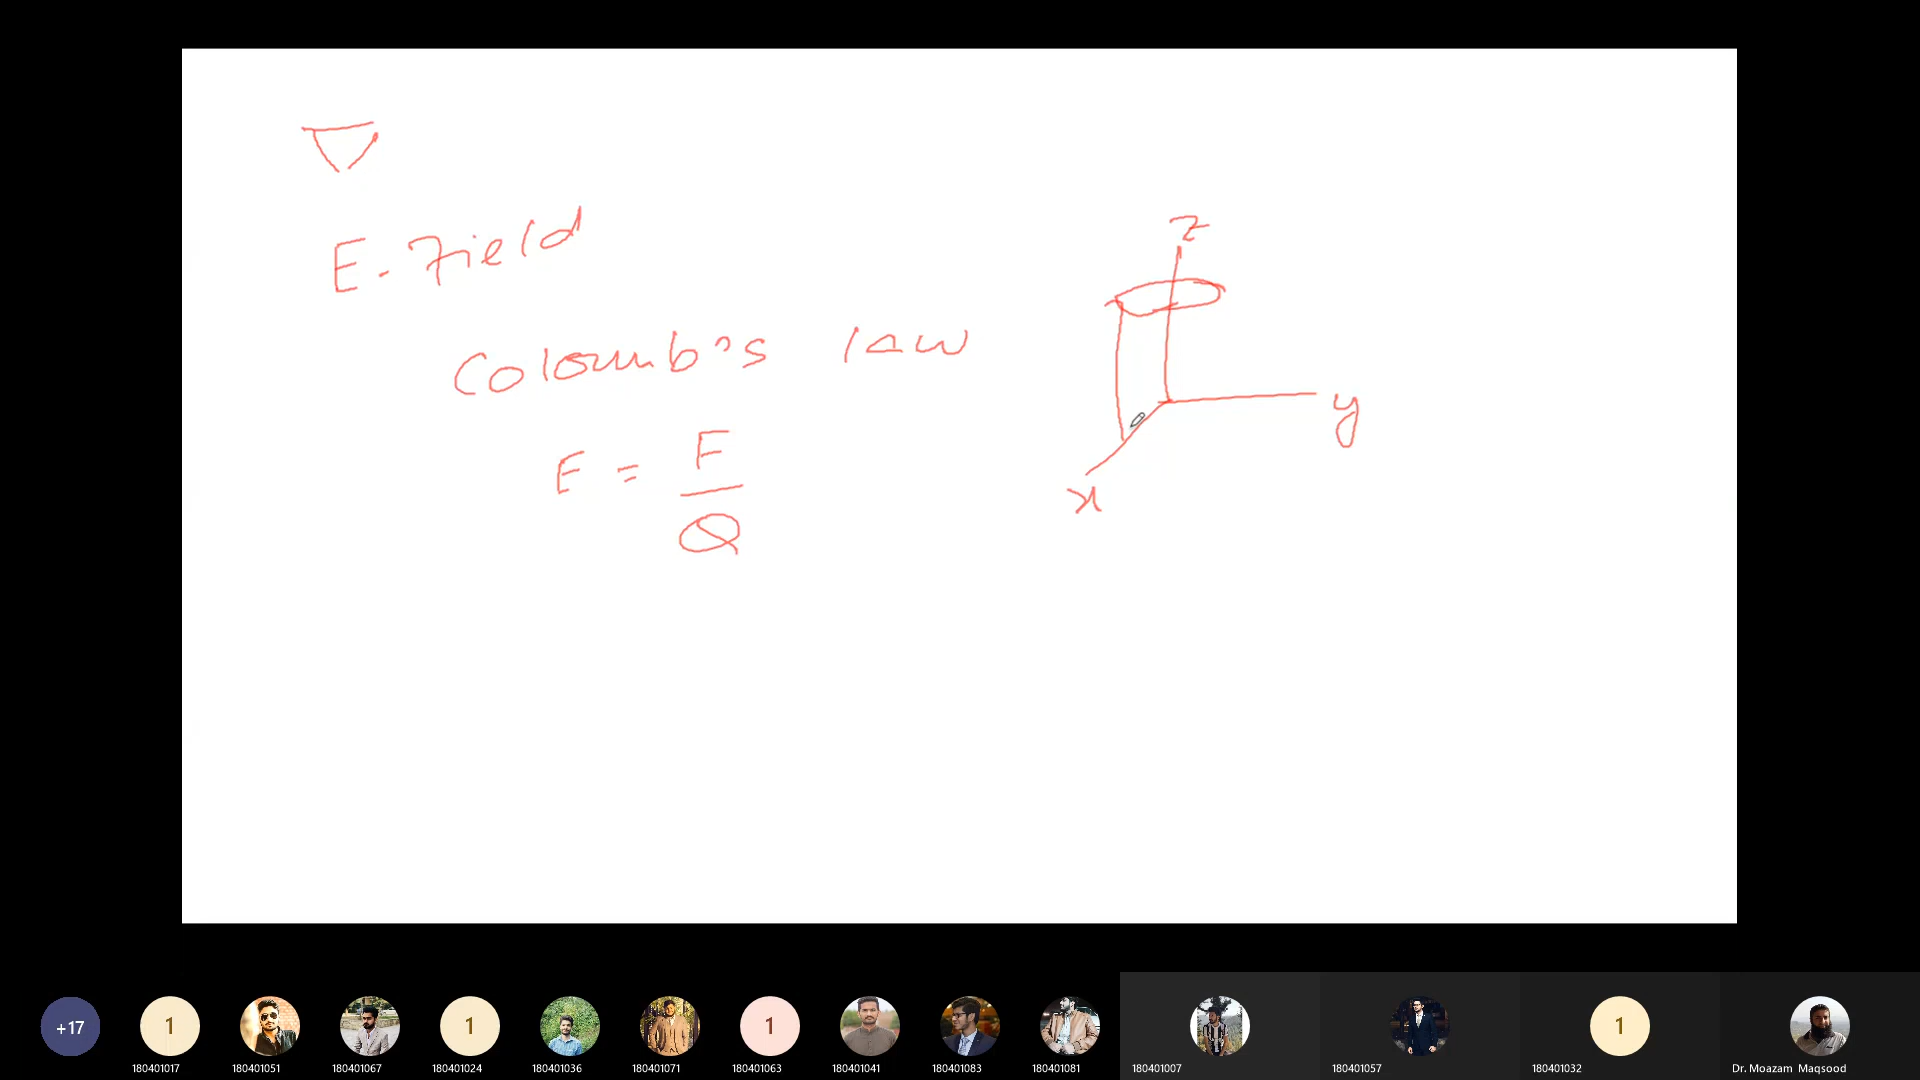 ▽
E. Field
Colomb's law
E = F / Q
z
y
x
+17
1
1
1
1
180401017
180401051
180401067
180401024
180401036
180401071
180401063
180401041
180401083
180401081
180401007
180401057
180401032
Dr. Moazam Maqsood